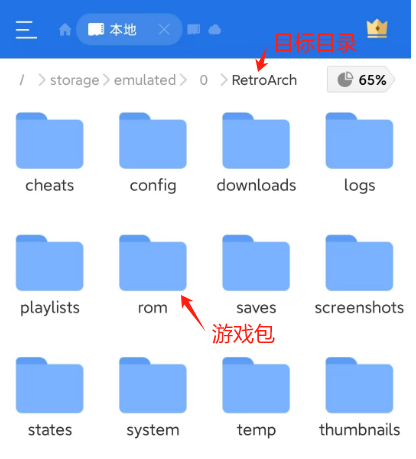 本地
目标目录
/ storage emulated 0 RetroArch 65%
cheats config downloads logs
playlists rom saves screenshots
游戏包
states system temp thumbnails